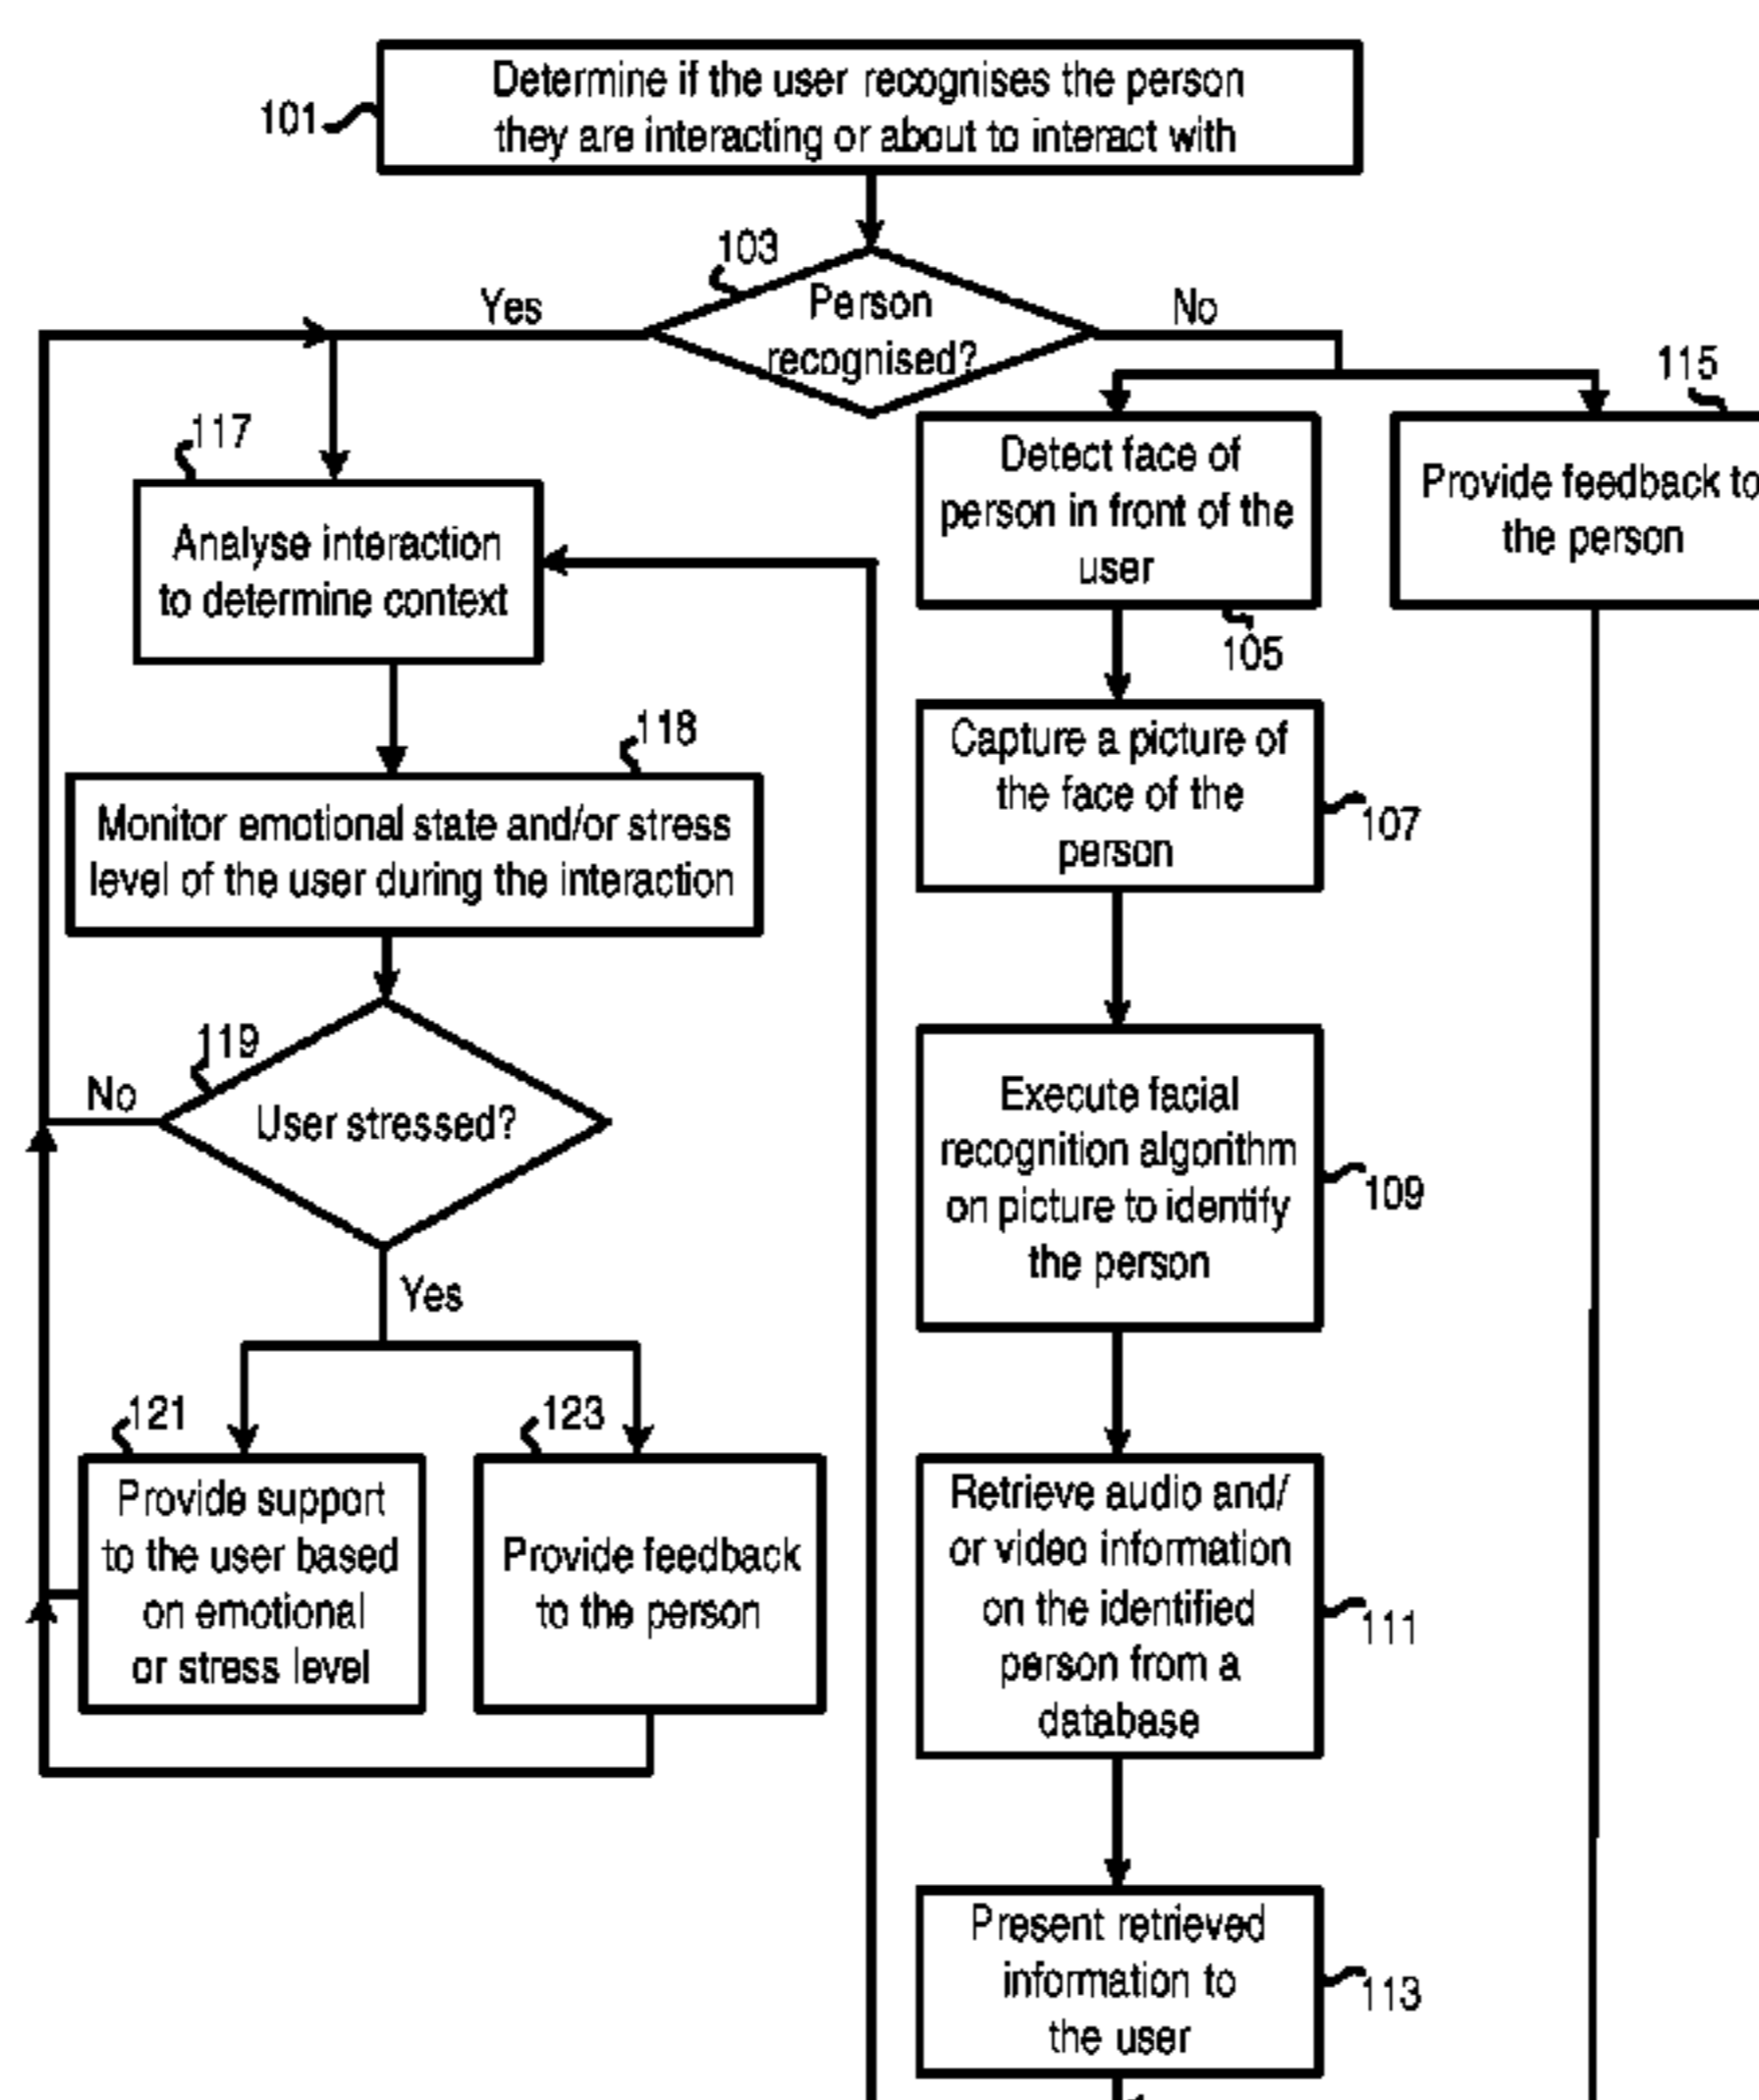 Determine if the user recognises the person
they are interacting or about to interact with
101
103
Person
recognised?
Yes
No
115
117
Analyse interaction
to determine context
Detect face of
person in front of the
user
105
Provide feedback to
the person
118
Monitor emotional state and/or stress
level of the user during the interaction
Capture a picture of
the face of the
person
107
119
User stressed?
No
Yes
Execute facial
recognition algorithm
on picture to identify
the person
109
121
Provide support
to the user based
on emotional
or stress level
123
Provide feedback
to the person
Retrieve audio and/
or video information
on the identified
person from a
database
111
Present retrieved
information to
the user
113